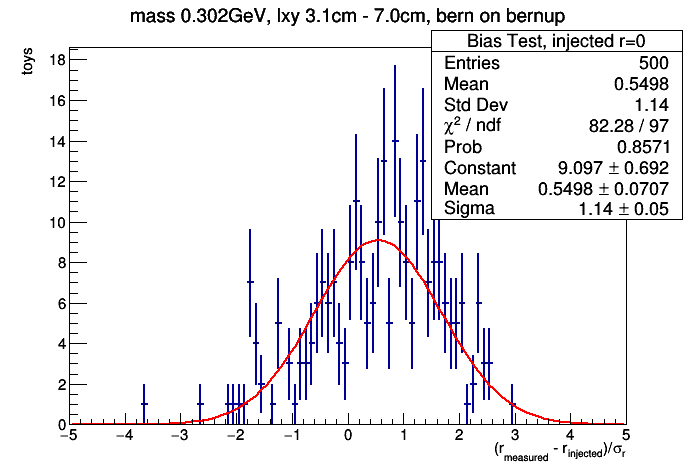 mass 0.302GeV, lxy 3.1cm - 7.0cm, bern on bernup
toys
Bias Test, injected r=0
Entries 500
Mean 0.5498
Std Dev 1.14
χ² / ndf 82.28 / 97
Prob 0.8571
Constant 9.097 ± 0.692
Mean 0.5498 ± 0.0707
Sigma 1.14 ± 0.05
18
16
14
12
10
8
6
4
2
0
−5 −4 −3 −2 −1 0 1 2 3 4 5
(r_measured - r_injected)/σ_r